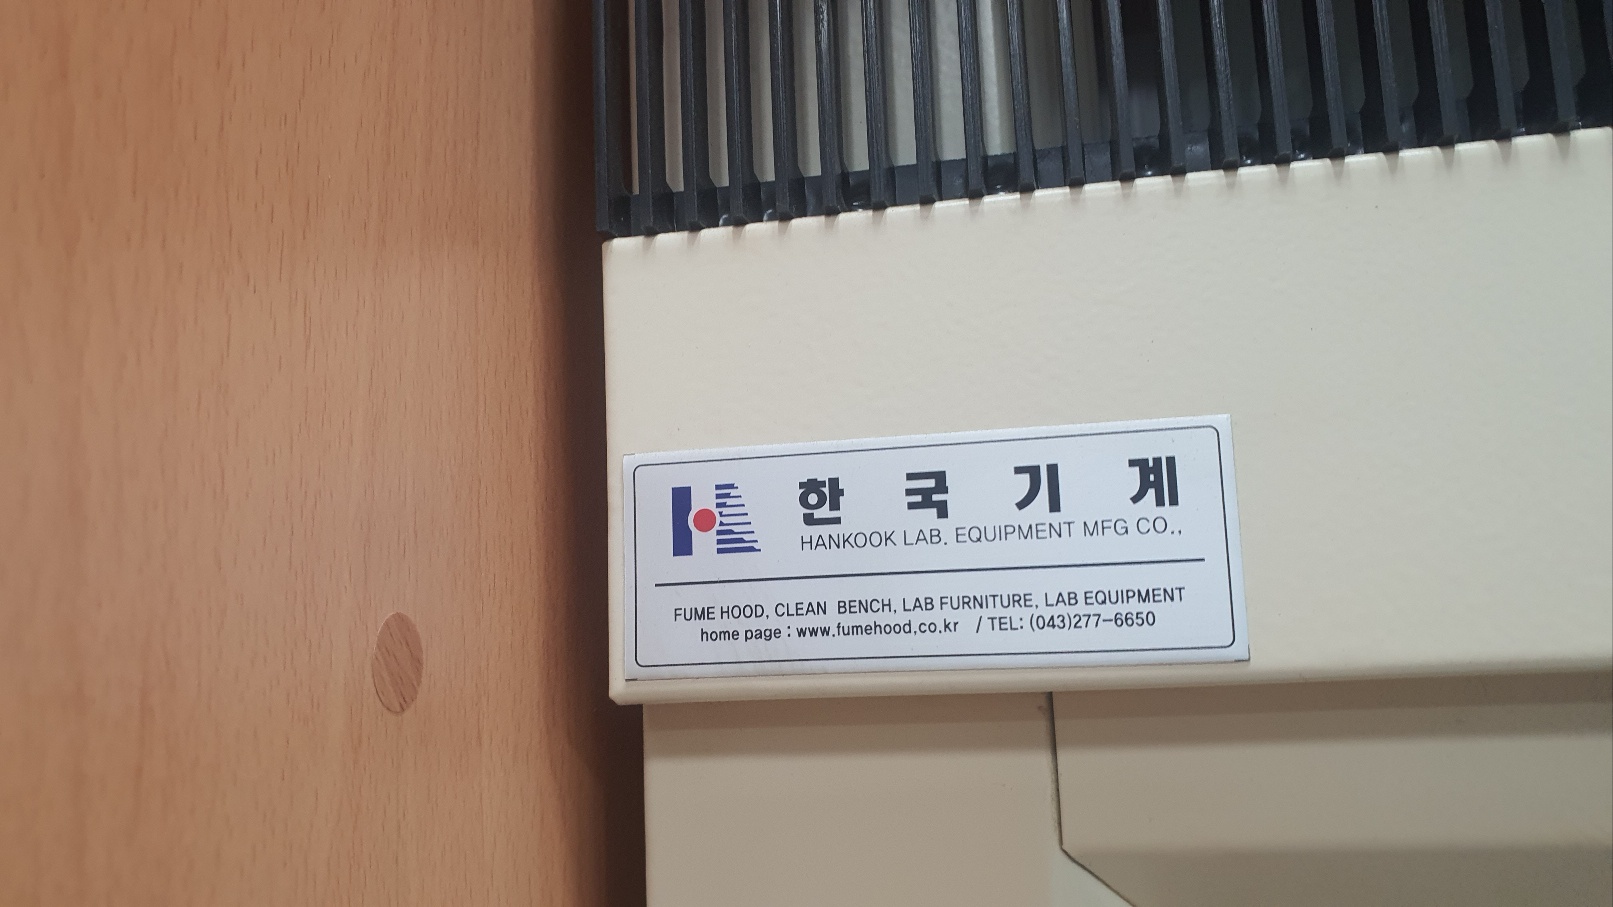 한국기계
HANKOOK LAB. EQUIPMENT MFG CO.,
FUME HOOD, CLEAN BENCH, LAB FURNITURE, LAB EQUIPMENT
home page : www.fumehood.co.kr / TEL: (043)277-6650